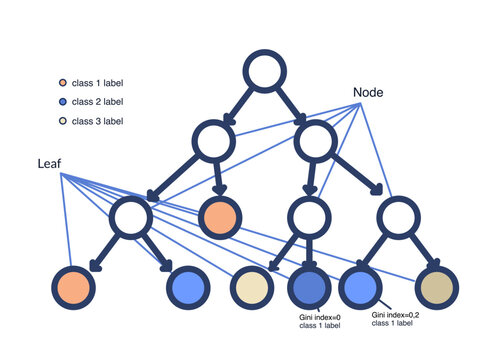 Node
class 1 label
class 2 label
class 3 label
Leaf
Gini index=0
class 1 label
Gini index=0,2
class 1 label